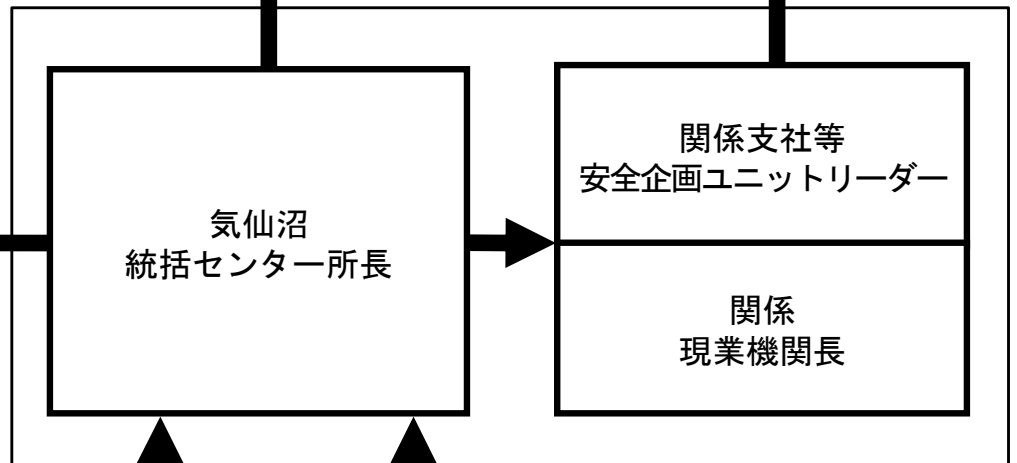 気仙沼
統括センター所長
関係支社等
安全企画ユニットリーダー
関係
現業機関長